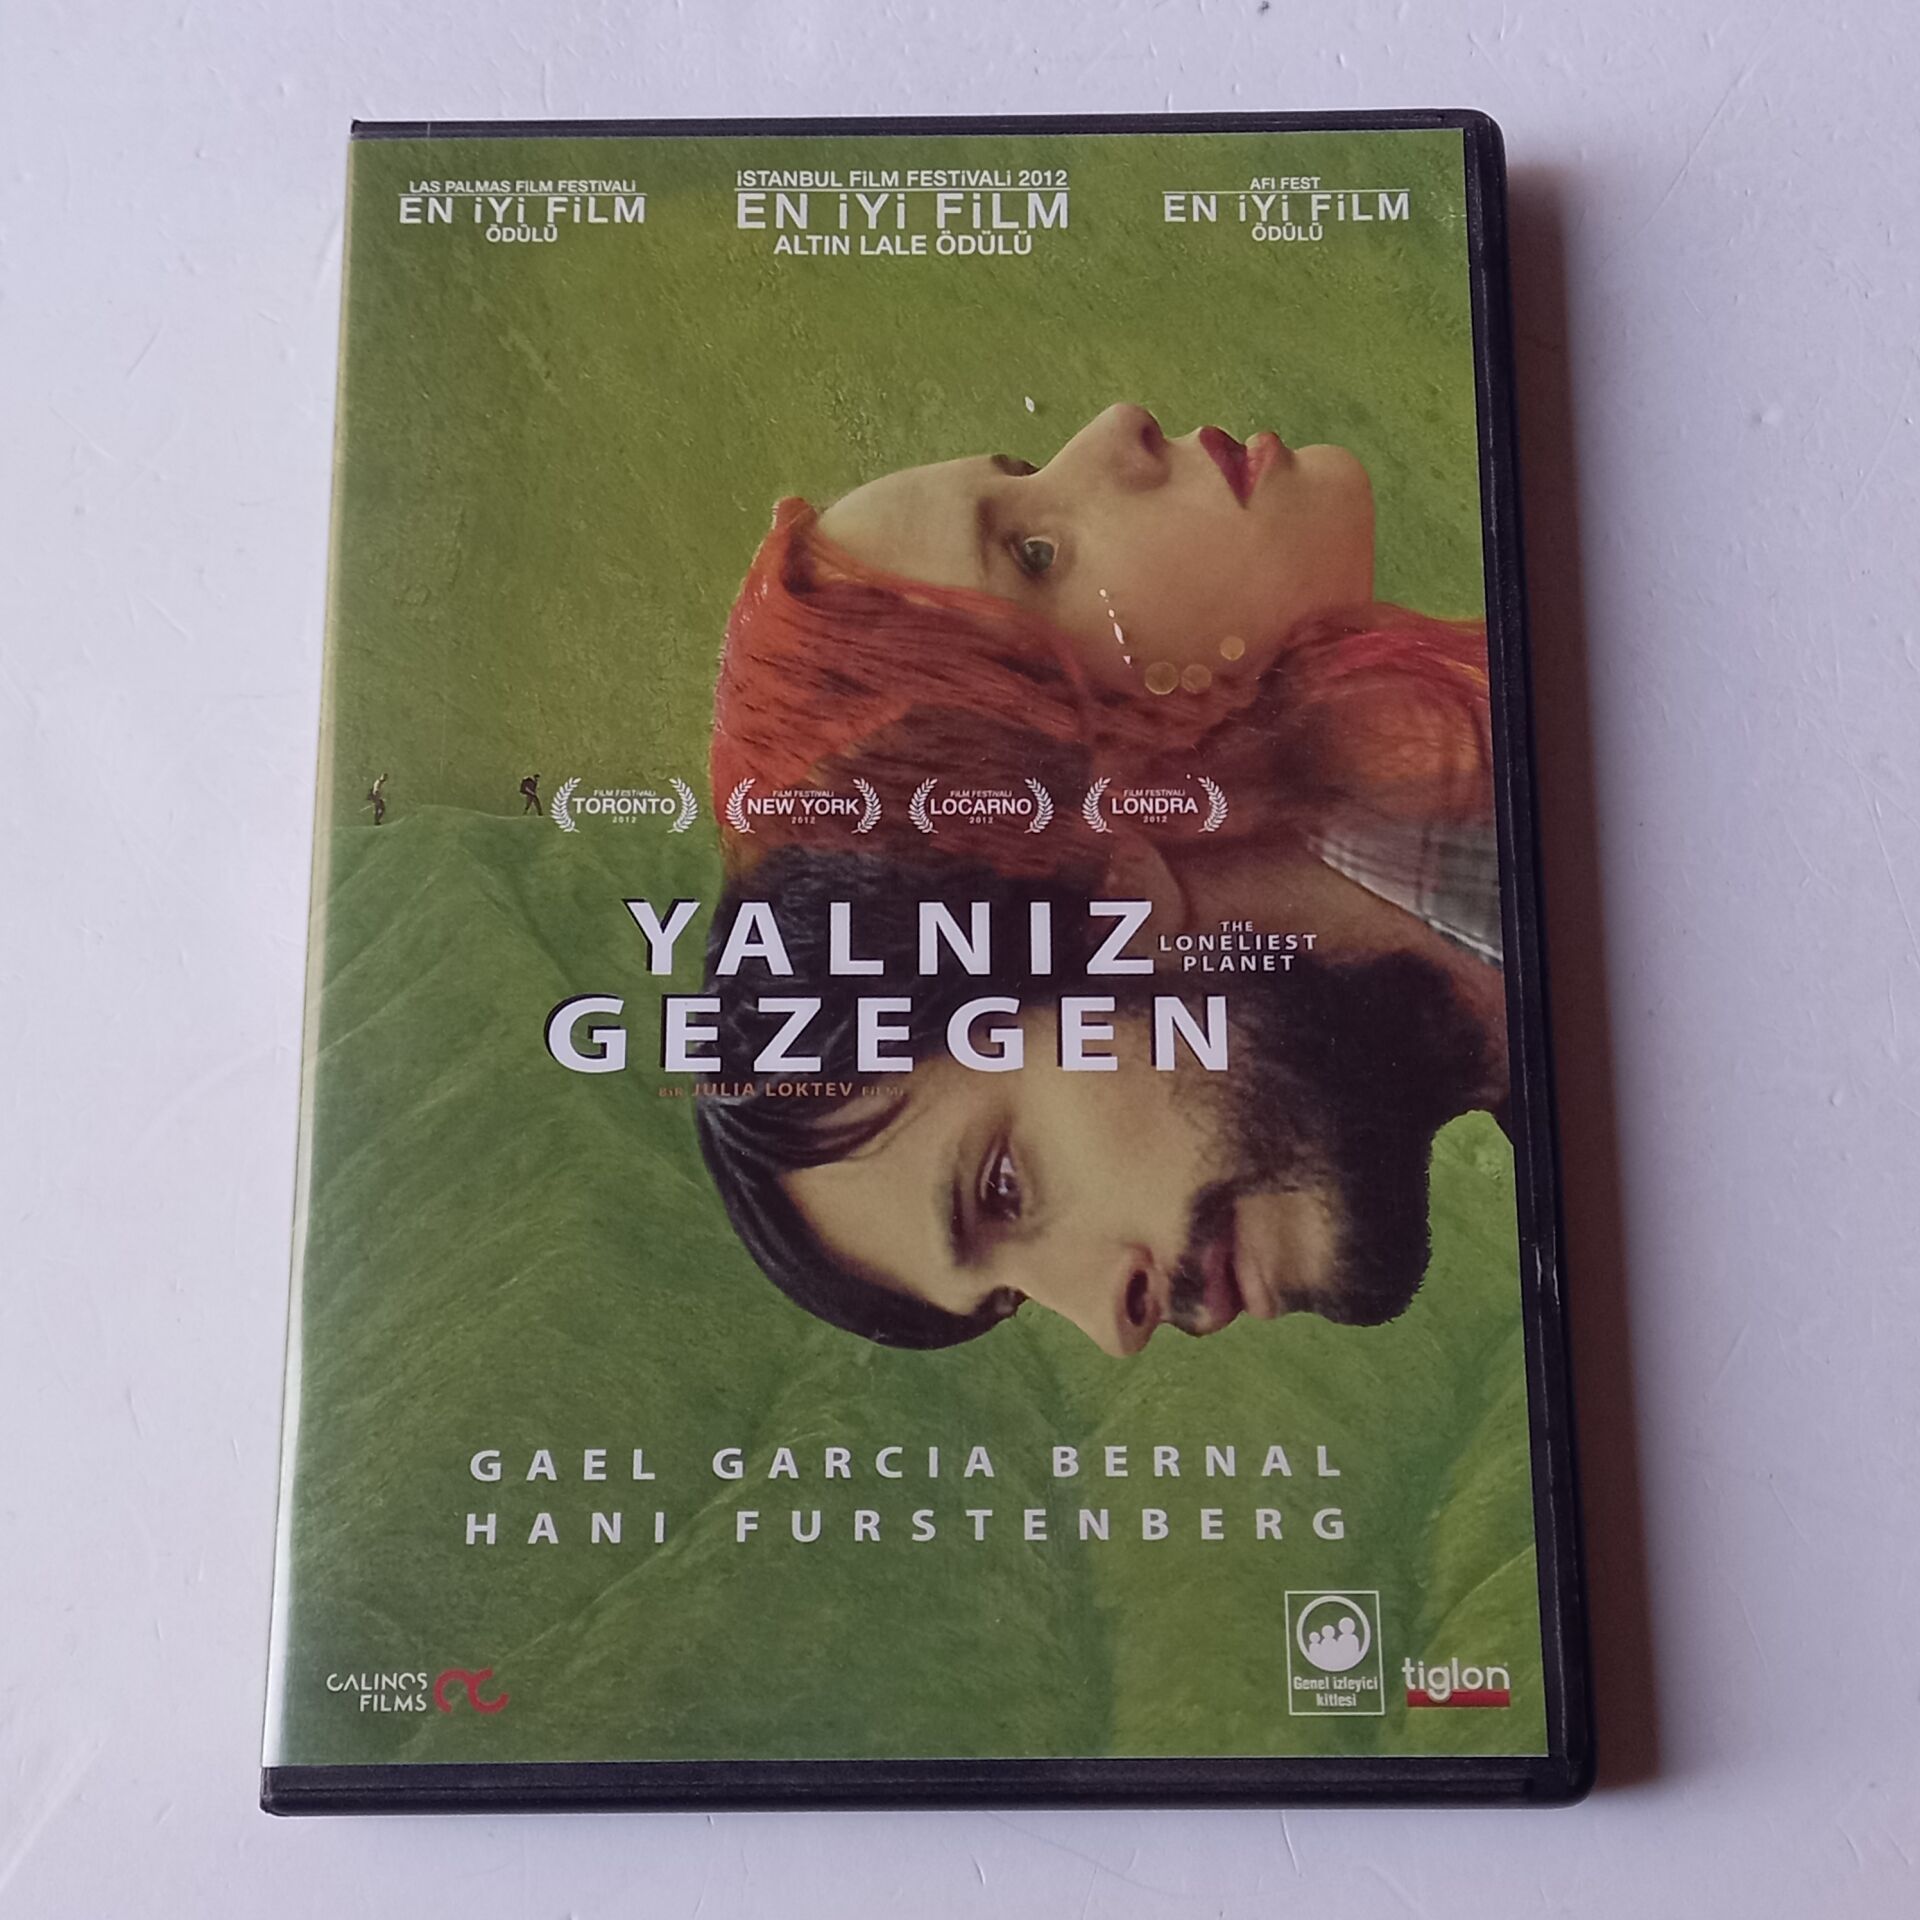 LAS PALMAS FiLM FESTiVALi
EN iYi FiLM
ÖDÜLÜ
iSTANBUL FiLM FESTiVALi 2012
EN iYi FiLM
ALTIN LALE ÖDÜLÜ
AFI FEST
EN iYi FiLM
ÖDÜLÜ
FiLM FESTiVALi
TORONTO
2012
FiLM FESTiVALi
NEW YORK
2012
FiLM FESTiVALi
LOCARNO
2012
FiLM FESTiVALi
LONDRA
2012
YALNIZ
THE
LONELIEST
PLANET
GEZEGEN
BiR JULIA LOKTEV FiLMi
GAEL GARCIA BERNAL
HANI FURSTENBERG
CALINOS
FILMS
Genel izleyici
kitlesi
tiglon